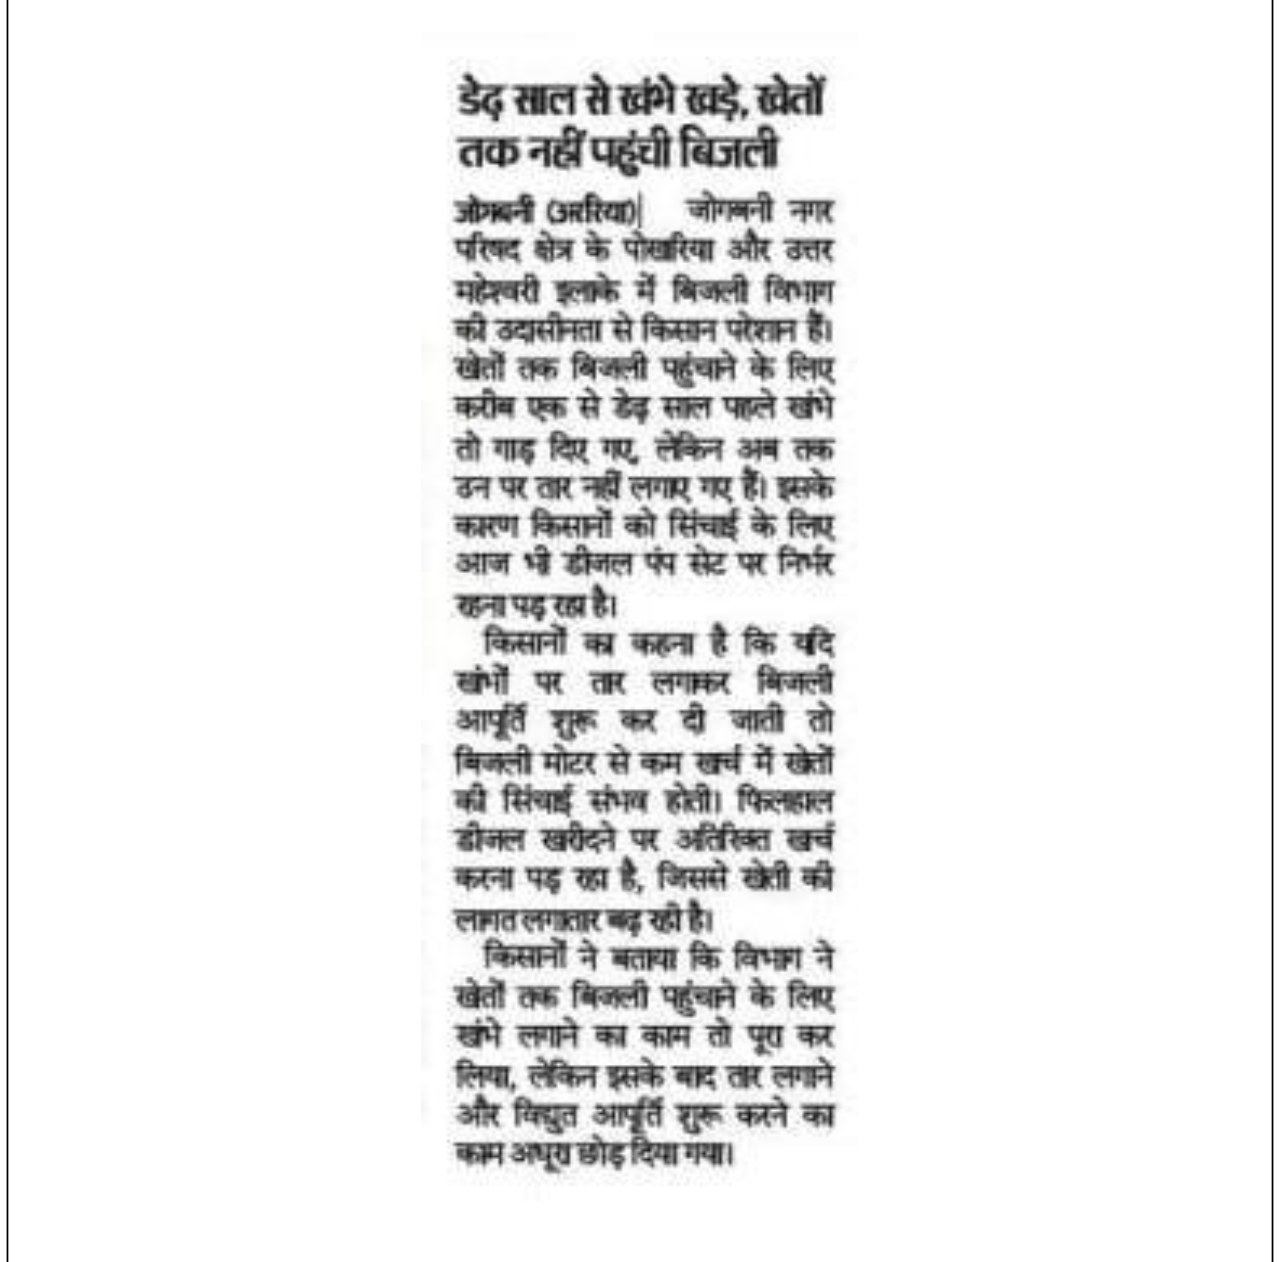 डेढ़ साल से खंभे खड़े, खेतों
तक नहीं पहुंची बिजली
जोगबनी (अररिया)| जोगबनी नगर
परिषद क्षेत्र के पोखरिया और उत्तर
महेश्वरी इलाके में बिजली विभाग
की उदासीनता से किसान परेशान हैं।
खेतों तक बिजली पहुंचाने के लिए
करीब एक से डेढ़ साल पहले खंभे
तो गाड़ दिए गए, लेकिन अब तक
उन पर तार नहीं लगाए गए हैं। इसके
कारण किसानों को सिंचाई के लिए
आज भी डीजल पंप सेट पर निर्भर
रहना पड़ रहा है।
किसानों का कहना है कि यदि
खंभों पर तार लगाकर बिजली
आपूर्ति शुरू कर दी जाती तो
बिजली मोटर से कम खर्च में खेतों
की सिंचाई संभव होती। फिलहाल
डीजल खरीदने पर अतिरिक्त खर्च
करना पड़ रहा है, जिससे खेती की
लागत लगातार बढ़ रही है।
किसानों ने बताया कि विभाग ने
खेतों तक बिजली पहुंचाने के लिए
खंभे लगाने का काम तो पूरा कर
लिया, लेकिन इसके बाद तार लगाने
और विद्युत आपूर्ति शुरू करने का
काम अधूरा छोड़ दिया गया।